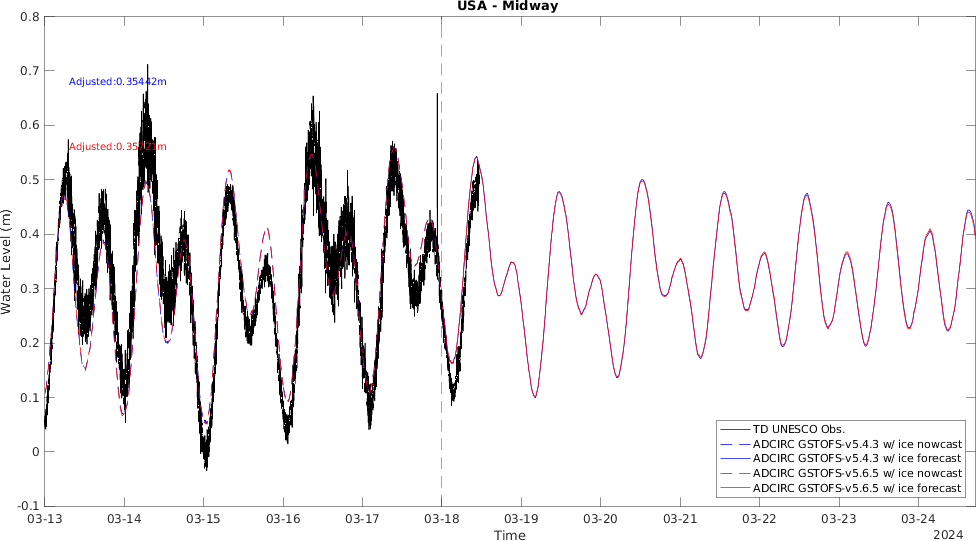 USA - Midway
0.8
0.7
0.6
0.5
0.4
0.3
0.2
0.1
0
-0.1
Water Level (m)
Adjusted:0.35442m
03-13
03-14
03-15
03-16
03-17
03-18
03-19
03-20
03-21
03-22
03-23
03-24
Time
2024
TD UNESCO Obs.
ADCIRC GSTOFS-v5.4.3 w/ ice nowcast
ADCIRC GSTOFS-v5.4.3 w/ ice forecast
ADCIRC GSTOFS-v5.6.5 w/ ice nowcast
ADCIRC GSTOFS-v5.6.5 w/ ice forecast